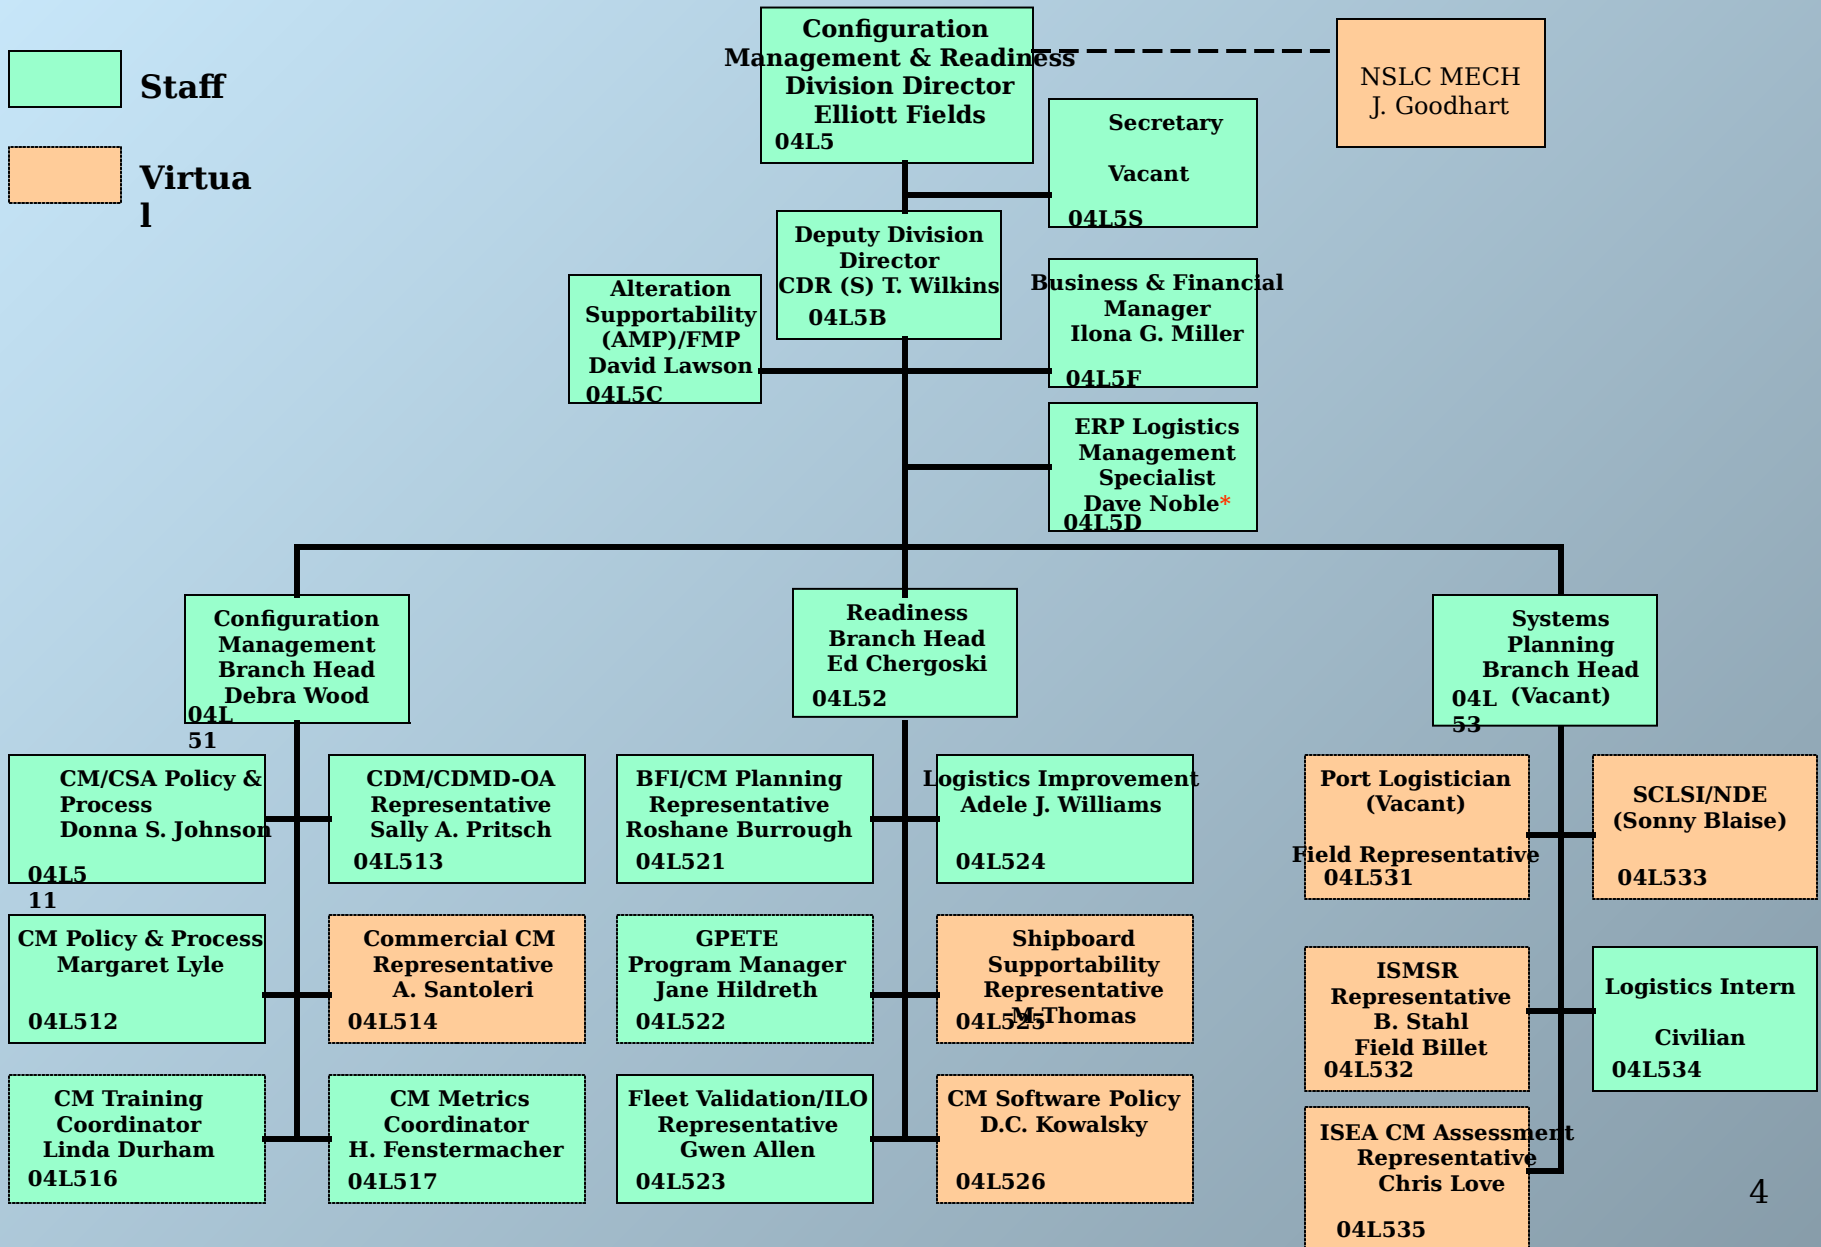 Configuration
Management & Readiness
Division Director
Elliott Fields
04L5
NSLC MECH
J. Goodhart
Staff
Virtua
l
Secretary
Vacant
04L5S
Deputy Division
Director
CDR (S) T. Wilkins
04L5B
Alteration
Supportability
(AMP)/FMP
David Lawson
04L5C
Business & Financial
Manager
Ilona G. Miller
04L5F
ERP Logistics
Management
Specialist
Dave Noble*
04L5D
Configuration
Management
Branch Head
Debra Wood
04L
51
Readiness
Branch Head
Ed Chergoski
04L52
Systems
Planning
Branch Head
(Vacant)
04L
53
CM/CSA Policy &
Process
Donna S. Johnson
04L5
11
CDM/CDMD-OA
Representative
Sally A. Pritsch
04L513
BFI/CM Planning
Representative
Roshane Burrough
04L521
Logistics Improvement
Adele J. Williams
04L524
Port Logistician
(Vacant)
Field Representative
04L531
SCLSI/NDE
(Sonny Blaise)
04L533
CM Policy & Process
Margaret Lyle
04L512
Commercial CM
Representative
A. Santoleri
04L514
GPETE
Program Manager
Jane Hildreth
04L522
Shipboard
Supportability
Representative
M.Thomas
04L525
ISMSR
Representative
B. Stahl
Field Billet
04L532
Logistics Intern
Civilian
04L534
CM Training
Coordinator
Linda Durham
04L516
CM Metrics
Coordinator
H. Fenstermacher
04L517
Fleet Validation/ILO
Representative
Gwen Allen
04L523
CM Software Policy
D.C. Kowalsky
04L526
ISEA CM Assessment
Representative
Chris Love
04L535
4